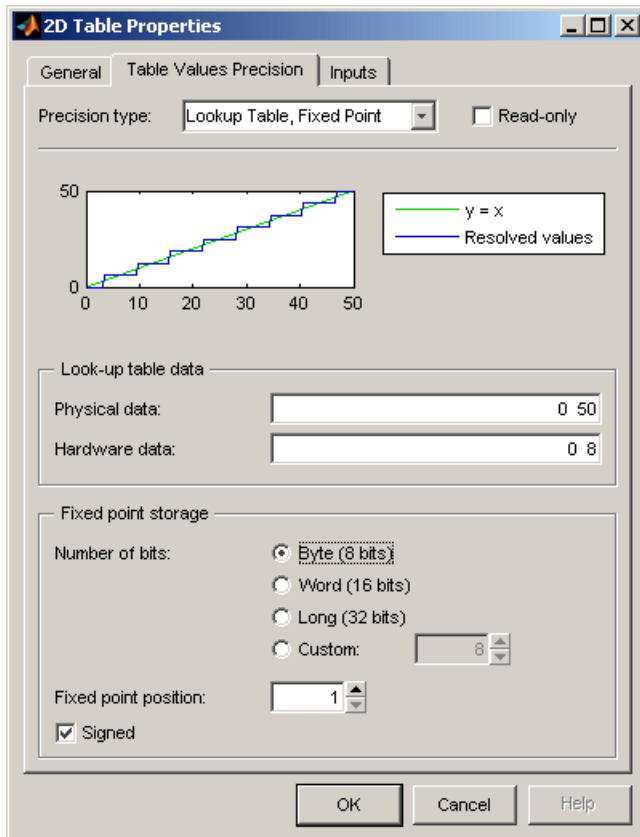 2D Table Properties
General Table Values Precision Inputs
Precision type: Lookup Table, Fixed Point Read-only
50
0
0 10 20 30 40 50
y = x
Resolved values
Look-up table data
Physical data: 0 50
Hardware data: 0 8
Fixed point storage
Number of bits: Byte (8 bits)
Word (16 bits)
Long (32 bits)
Custom: 8
Fixed point position: 1
Signed
OK Cancel Help